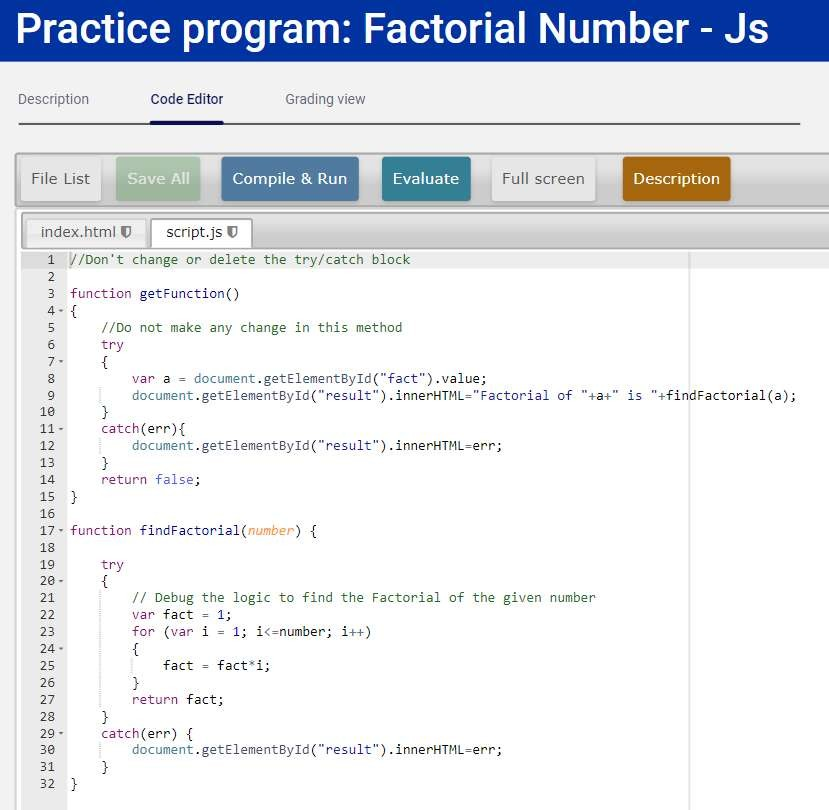 Practice program: Factorial Number - Js
Description Code Editor Grading view
File List Save All Compile & Run Evaluate Full screen Description
index.html script.js
1 //Don't change or delete the try/catch block
2
3 function getFunction()
4 {
5 //Do not make any change in this method
6 try
7 {
8 var a = document.getElementById("fact").value;
9 document.getElementById("result").innerHTML="Factorial of "+a+" is "+findFactorial(a);
10 }
11 catch(err){
12 document.getElementById("result").innerHTML=err;
13 }
14 return false;
15 }
16
17 function findFactorial(number) {
18
19 try
20 {
21 // Debug the logic to find the Factorial of the given number
22 var fact = 1;
23 for (var i = 1; i<=number; i++)
24 {
25 fact = fact*i;
26 }
27 return fact;
28 }
29 catch(err) {
30 document.getElementById("result").innerHTML=err;
31 }
32 }